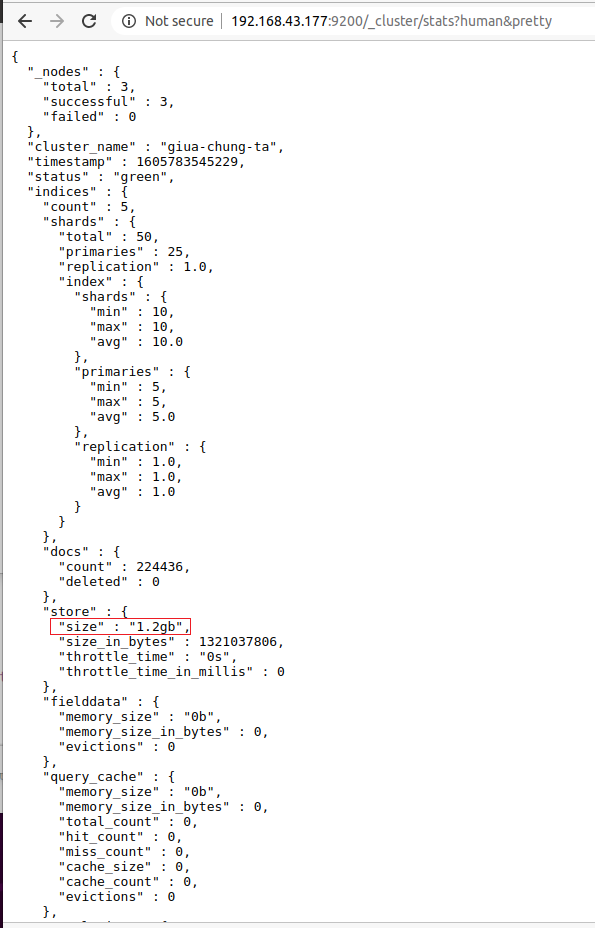 Not secure | 192.168.43.177:9200/_cluster/stats?human&pretty
{
  "_nodes" : {
    "total" : 3,
    "successful" : 3,
    "failed" : 0
  },
  "cluster_name" : "giua-chung-ta",
  "timestamp" : 1605783545229,
  "status" : "green",
  "indices" : {
    "count" : 5,
    "shards" : {
      "total" : 50,
      "primaries" : 25,
      "replication" : 1.0,
      "index" : {
        "shards" : {
          "min" : 10,
          "max" : 10,
          "avg" : 10.0
        },
        "primaries" : {
          "min" : 5,
          "max" : 5,
          "avg" : 5.0
        },
        "replication" : {
          "min" : 1.0,
          "max" : 1.0,
          "avg" : 1.0
        }
      }
    },
    "docs" : {
      "count" : 224436,
      "deleted" : 0
    },
    "store" : {
      "size" : "1.2gb",
      "size_in_bytes" : 1321037806,
      "throttle_time" : "0s",
      "throttle_time_in_millis" : 0
    },
    "fielddata" : {
      "memory_size" : "0b",
      "memory_size_in_bytes" : 0,
      "evictions" : 0
    },
    "query_cache" : {
      "memory_size" : "0b",
      "memory_size_in_bytes" : 0,
      "total_count" : 0,
      "hit_count" : 0,
      "miss_count" : 0,
      "cache_size" : 0,
      "cache_count" : 0,
      "evictions" : 0
    },